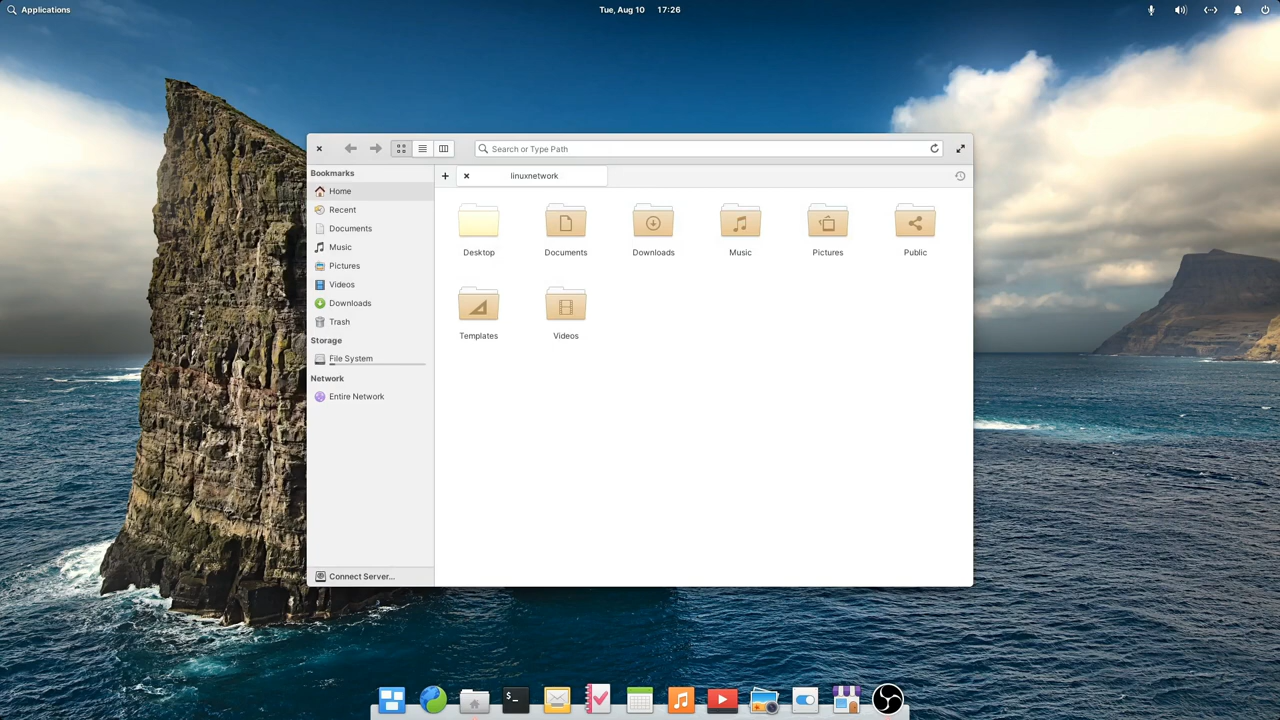 Applications
Tue, Aug 10 17:26
Search or Type Path
linuxnetwork
Bookmarks
Home
Recent
Documents
Music
Pictures
Videos
Downloads
Trash
Storage
File System
Network
Entire Network
Connect Server...
Desktop
Documents
Downloads
Music
Pictures
Public
Templates
Videos
$_